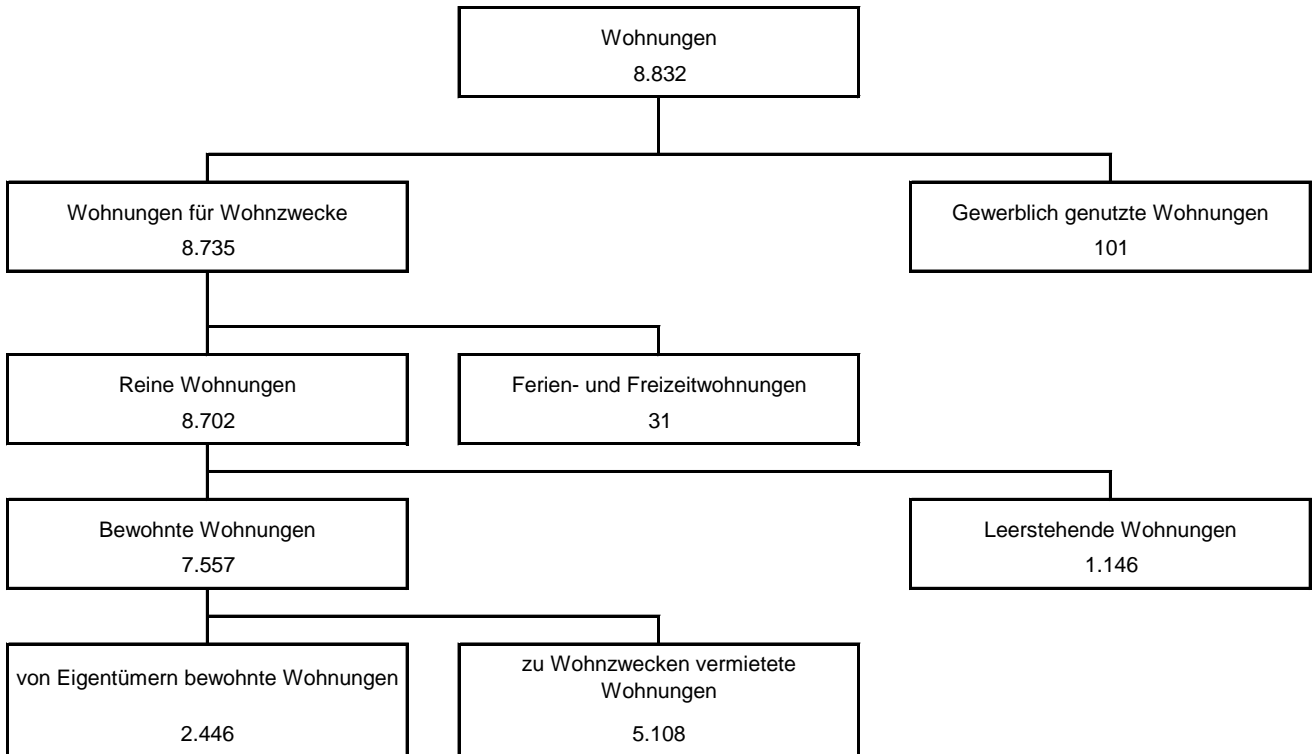 Wohnungen
8.832
Wohnungen für Wohnzwecke
8.735
Gewerblich genutzte Wohnungen
101
Reine Wohnungen
8.702
Ferien- und Freizeitwohnungen
31
Bewohnte Wohnungen
7.557
Leerstehende Wohnungen
1.146
von Eigentümern bewohnte Wohnungen
2.446
zu Wohnzwecken vermietete
Wohnungen
5.108